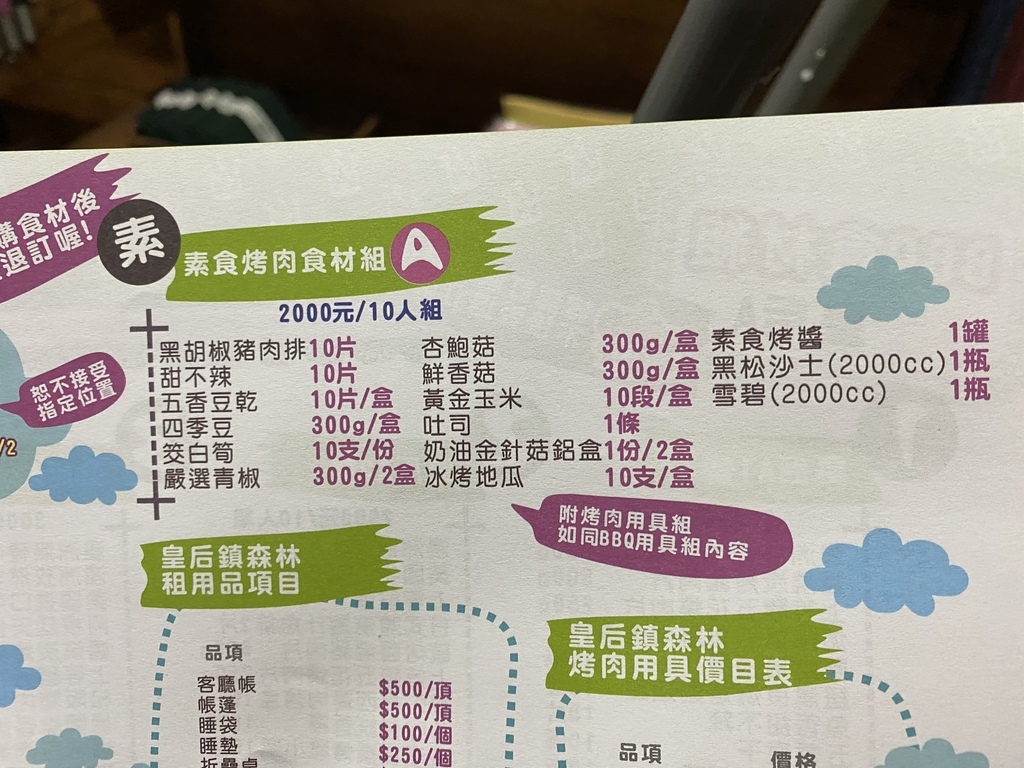 購食材後
退訂喔!
素
素食烤肉食材組 A
2000元/10人組
黑胡椒豬肉排 10片
甜不辣 10片
五香豆乾 10片/盒
四季豆 300g/盒
筊白筍 10支/份
嚴選青椒 300g/2盒
杏鮑菇 300g/盒
鮮香菇 300g/盒
黃金玉米 10段/盒
吐司 1條
奶油金針菇鋁盒 1份/2盒
冰烤地瓜 10支/盒
素食烤醬 1罐
黑松沙士(2000cc) 1瓶
雪碧(2000cc) 1瓶
恕不接受
指定位置
/2
附烤肉用具組
如同BBQ用具組內容
皇后鎮森林
租用品項目
品項
客廳帳 $500/頂
帳蓬 $500/頂
睡袋 $100/個
睡墊 $250/個
折疊桌
皇后鎮森林
烤肉用具價目表
品項 價格